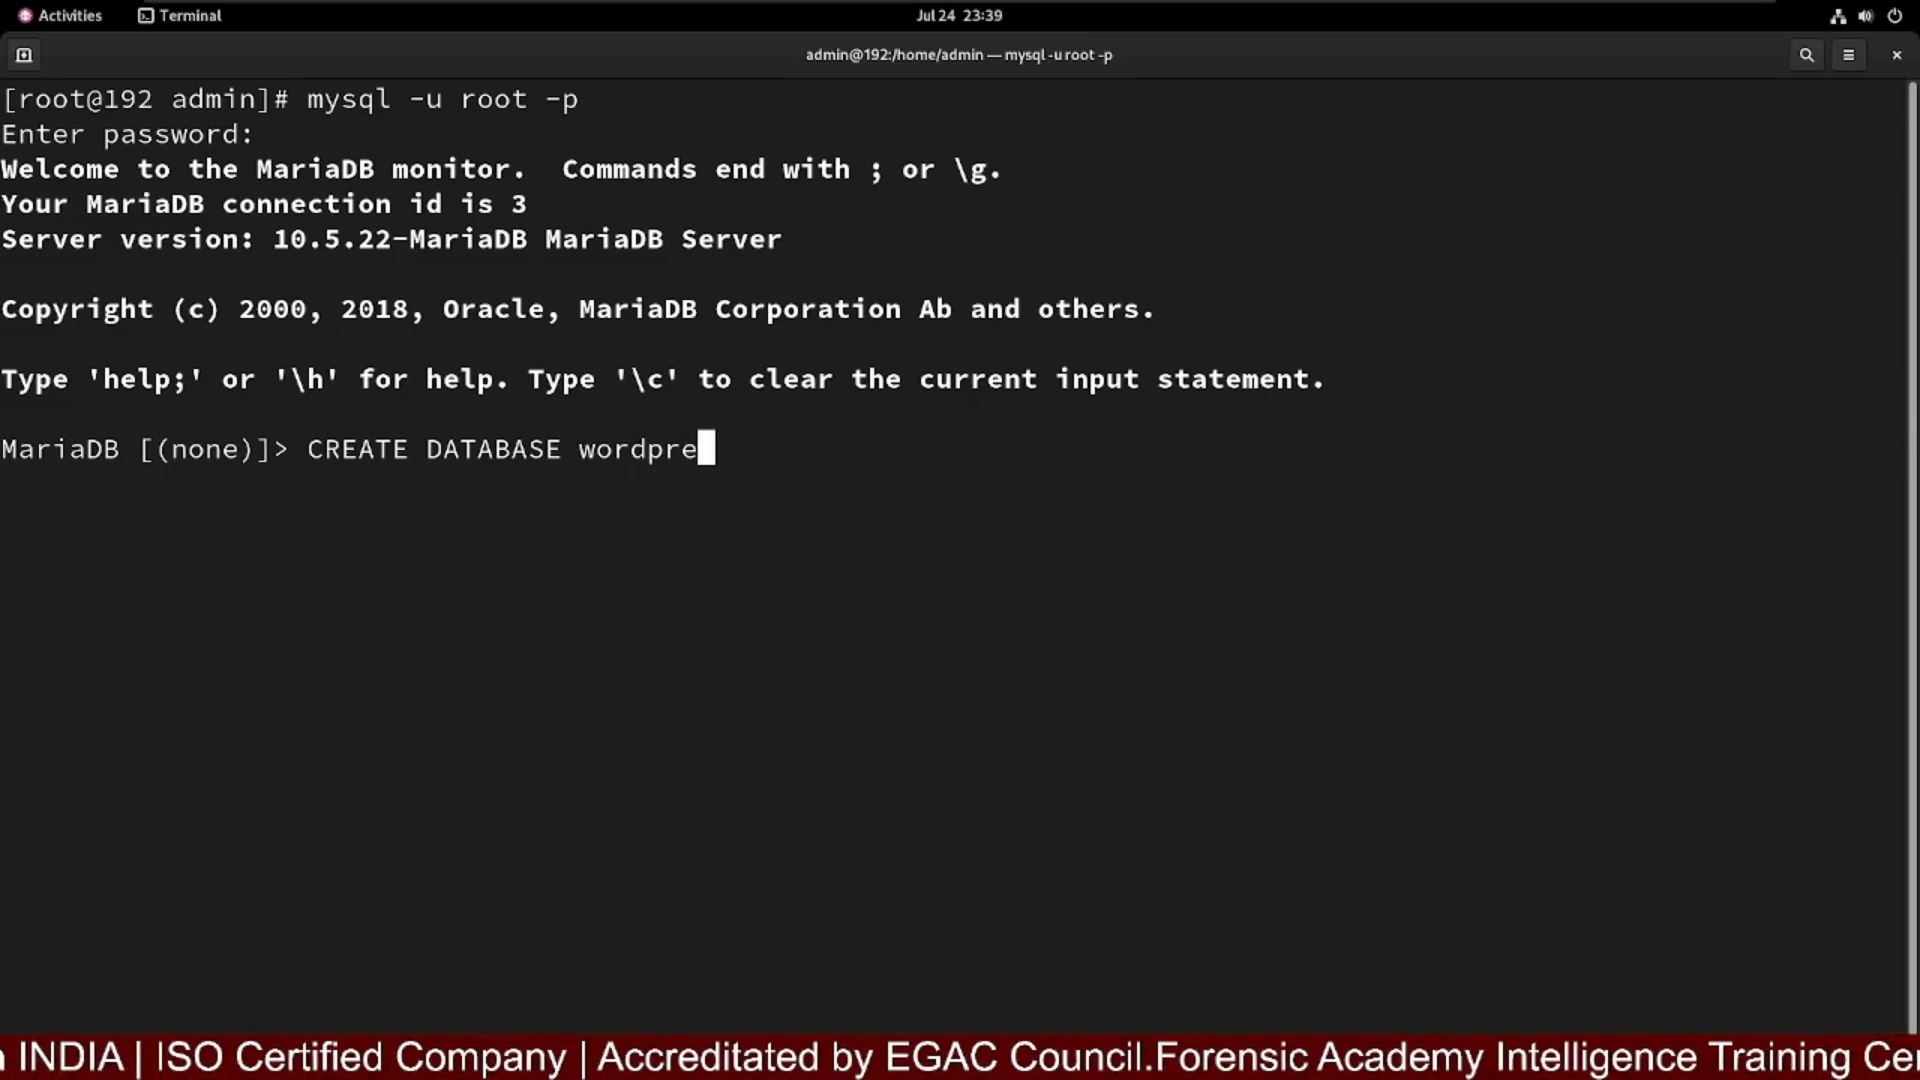 Activities Terminal Jul 24 23:39
admin@192:/home/admin — mysql -u root -p
[root@192 admin]# mysql -u root -p
Enter password:
Welcome to the MariaDB monitor.  Commands end with ; or \g.
Your MariaDB connection id is 3
Server version: 10.5.22-MariaDB MariaDB Server
Copyright (c) 2000, 2018, Oracle, MariaDB Corporation Ab and others.
Type 'help;' or '\h' for help. Type '\c' to clear the current input statement.
MariaDB [(none)]> CREATE DATABASE wordpre
INDIA | ISO Certified Company | Accreditated by EGAC Council.Forensic Academy Intelligence Training